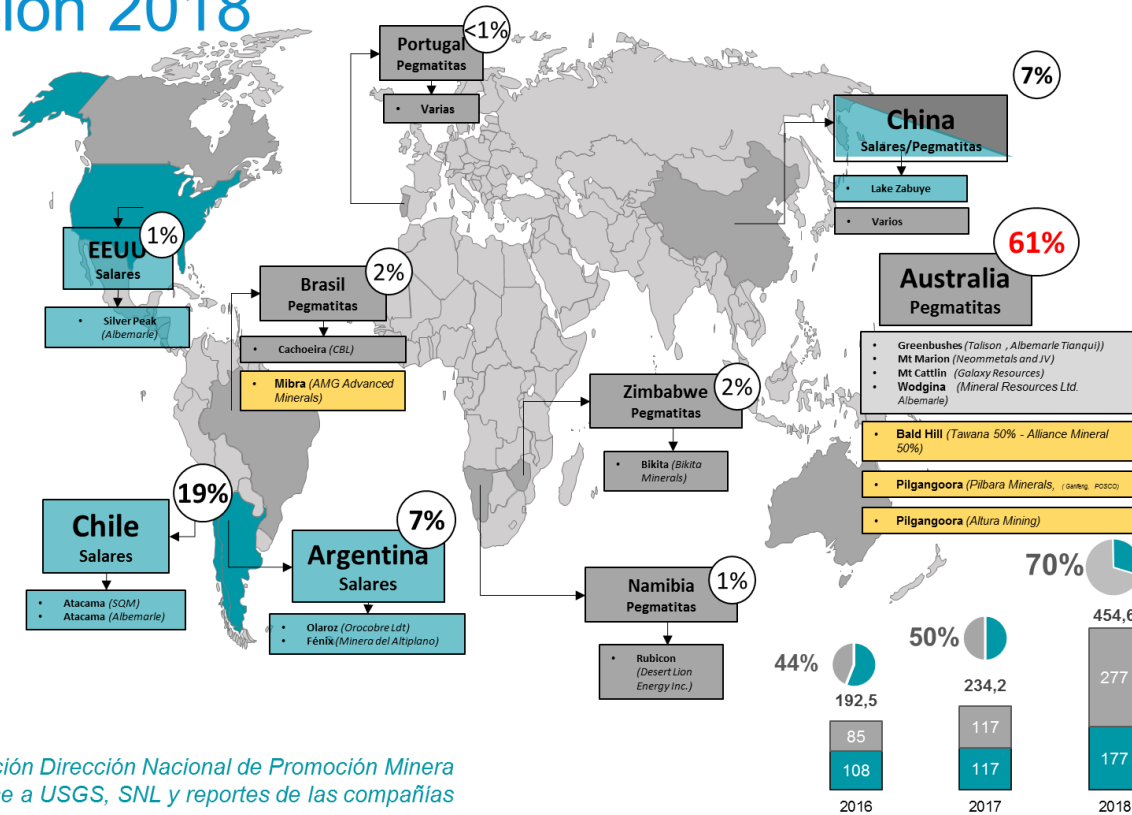 ión 2018
Portugal
Pegmatitas
<1%
• Varias
7%
China
Salares/Pegmatitas
• Lake Zabuye
• Varios
EEUU
Salares
1%
• Silver Peak
(Albemarle)
Brasil
Pegmatitas
2%
• Cachoeira (CBL)
• Mibra (AMG Advanced
Minerals)
61%
Australia
Pegmatitas
• Greenbushes (Talison , Albemarle Tianqui))
• Mt Marion (Neommetals and JV)
• Mt Cattlin (Galaxy Resources)
• Wodgina (Mineral Resources Ltd.
Albemarle)
• Bald Hill (Tawana 50% - Alliance Mineral
50%)
• Pilgangoora (Pilbara Minerals, ( Ganfeng, POSCO)
• Pilgangoora (Altura Mining)
Zimbabwe
Pegmatitas
2%
• Bikita (Bikita
Minerals)
19%
Chile
Salares
• Atacama (SQM)
• Atacama (Albemarle)
7%
Argentina
Salares
• Olaroz (Orocobre Ldt)
• Fénix (Minera del Altiplano)
Namibia
Pegmatitas
1%
• Rubicon
(Desert Lion
Energy Inc.)
44%
192,5
85
108
2016
50%
234,2
117
117
2017
70%
454,6
277
177
2018
ción Dirección Nacional de Promoción Minera
e a USGS, SNL y reportes de las compañías